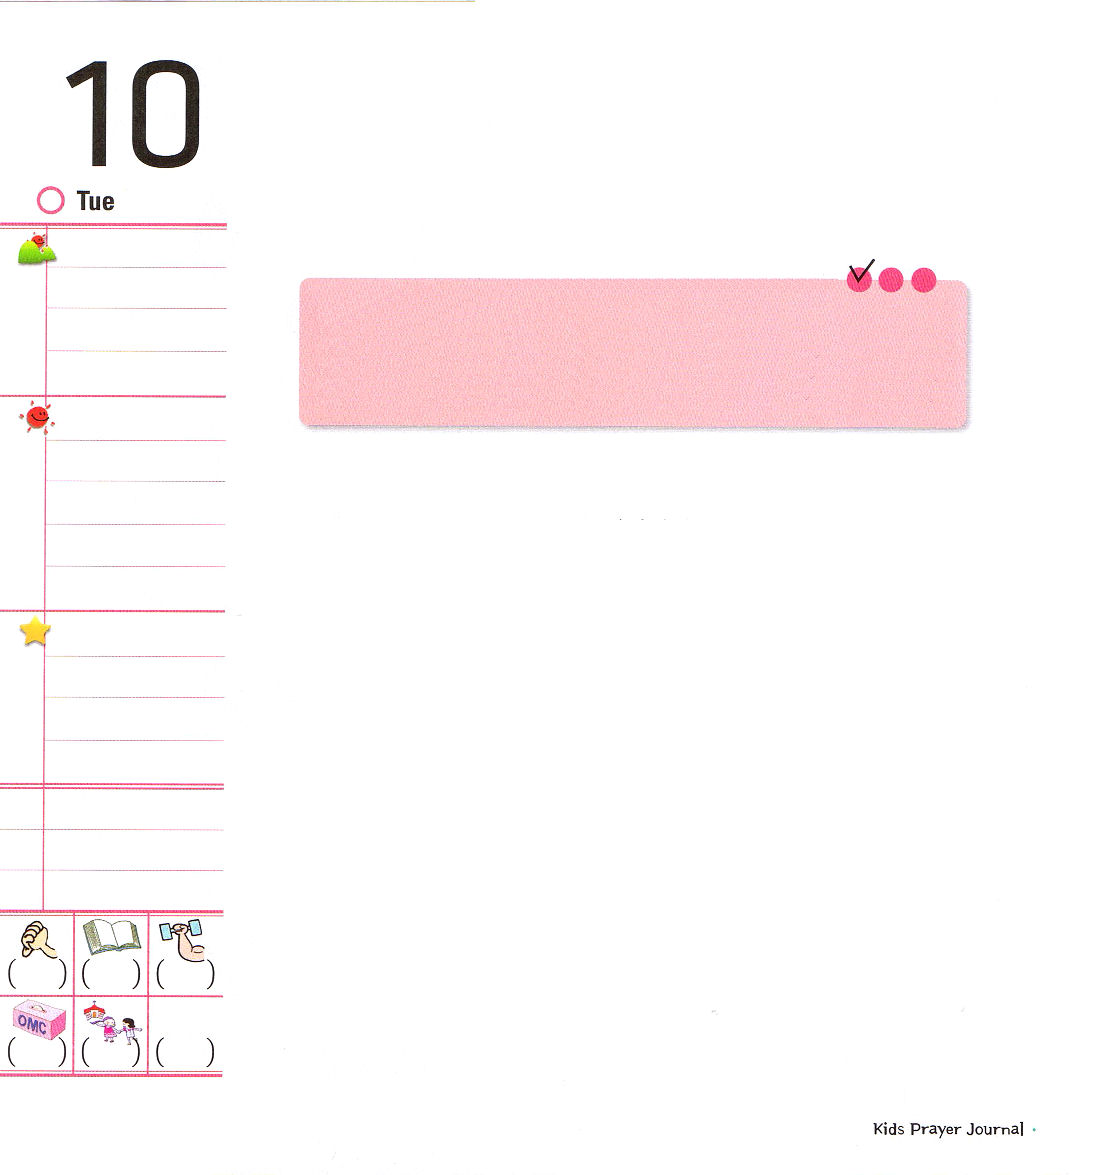 10
Tue
( ) ( ) ( )
OMC
( ) ( ) ( )
Kids Prayer Journal